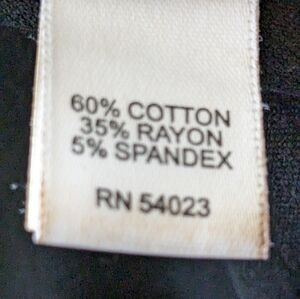 60% COTTON
35% RAYON
5% SPANDEX
RN 54023